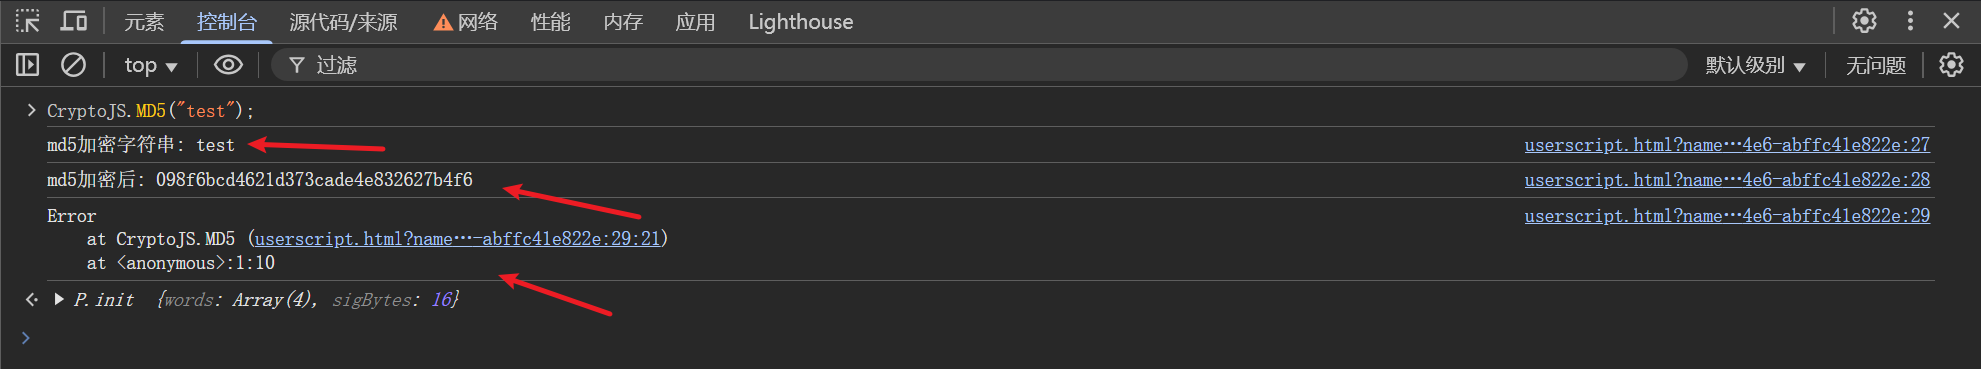 元素 控制台 源代码/来源 网络 性能 内存 应用 Lighthouse
top 过滤 默认级别 无问题
CryptoJS.MD5("test");
md5加密字符串: test userscript.html?name…4e6-abffc41e822e:27
md5加密后: 098f6bcd4621d373cade4e832627b4f6 userscript.html?name…4e6-abffc41e822e:28
Error userscript.html?name…4e6-abffc41e822e:29
at CryptoJS.MD5 (userscript.html?name…-abffc41e822e:29:21)
at <anonymous>:1:10
P.init {words: Array(4), sigBytes: 16}